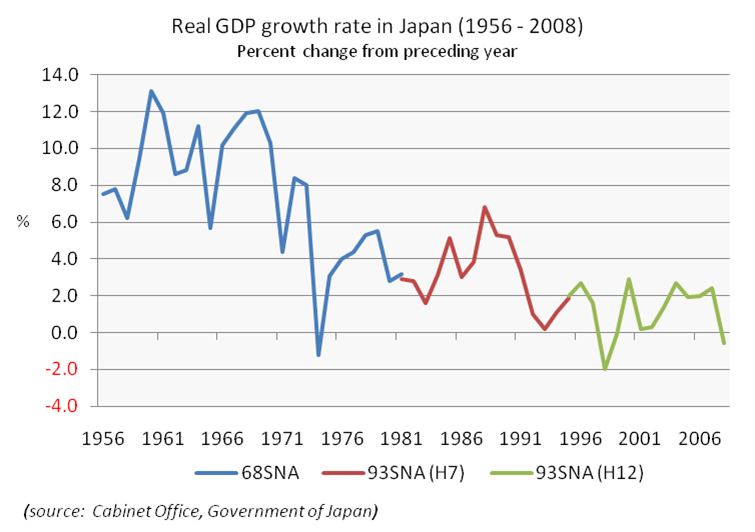 Real GDP growth rate in Japan (1956 - 2008)
Percent change from preceding year
14.0
12.0
10.0
8.0
6.0
4.0
2.0
0.0
-2.0
-4.0
%
1956 1961 1966 1971 1976 1981 1986 1991 1996 2001 2006
68SNA 93SNA (H7) 93SNA (H12)
(source: Cabinet Office, Government of Japan)